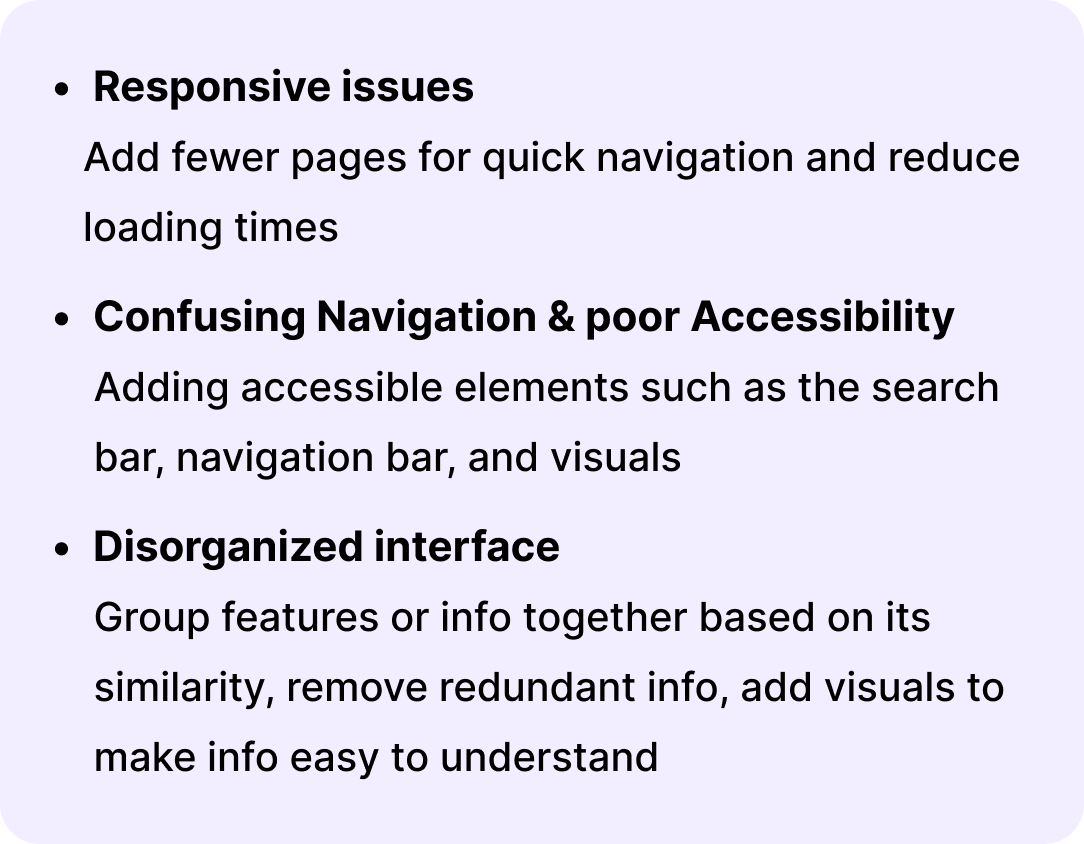 • Responsive issues
Add fewer pages for quick navigation and reduce
loading times
• Confusing Navigation & poor Accessibility
Adding accessible elements such as the search
bar, navigation bar, and visuals
• Disorganized interface
Group features or info together based on its
similarity, remove redundant info, add visuals to
make info easy to understand